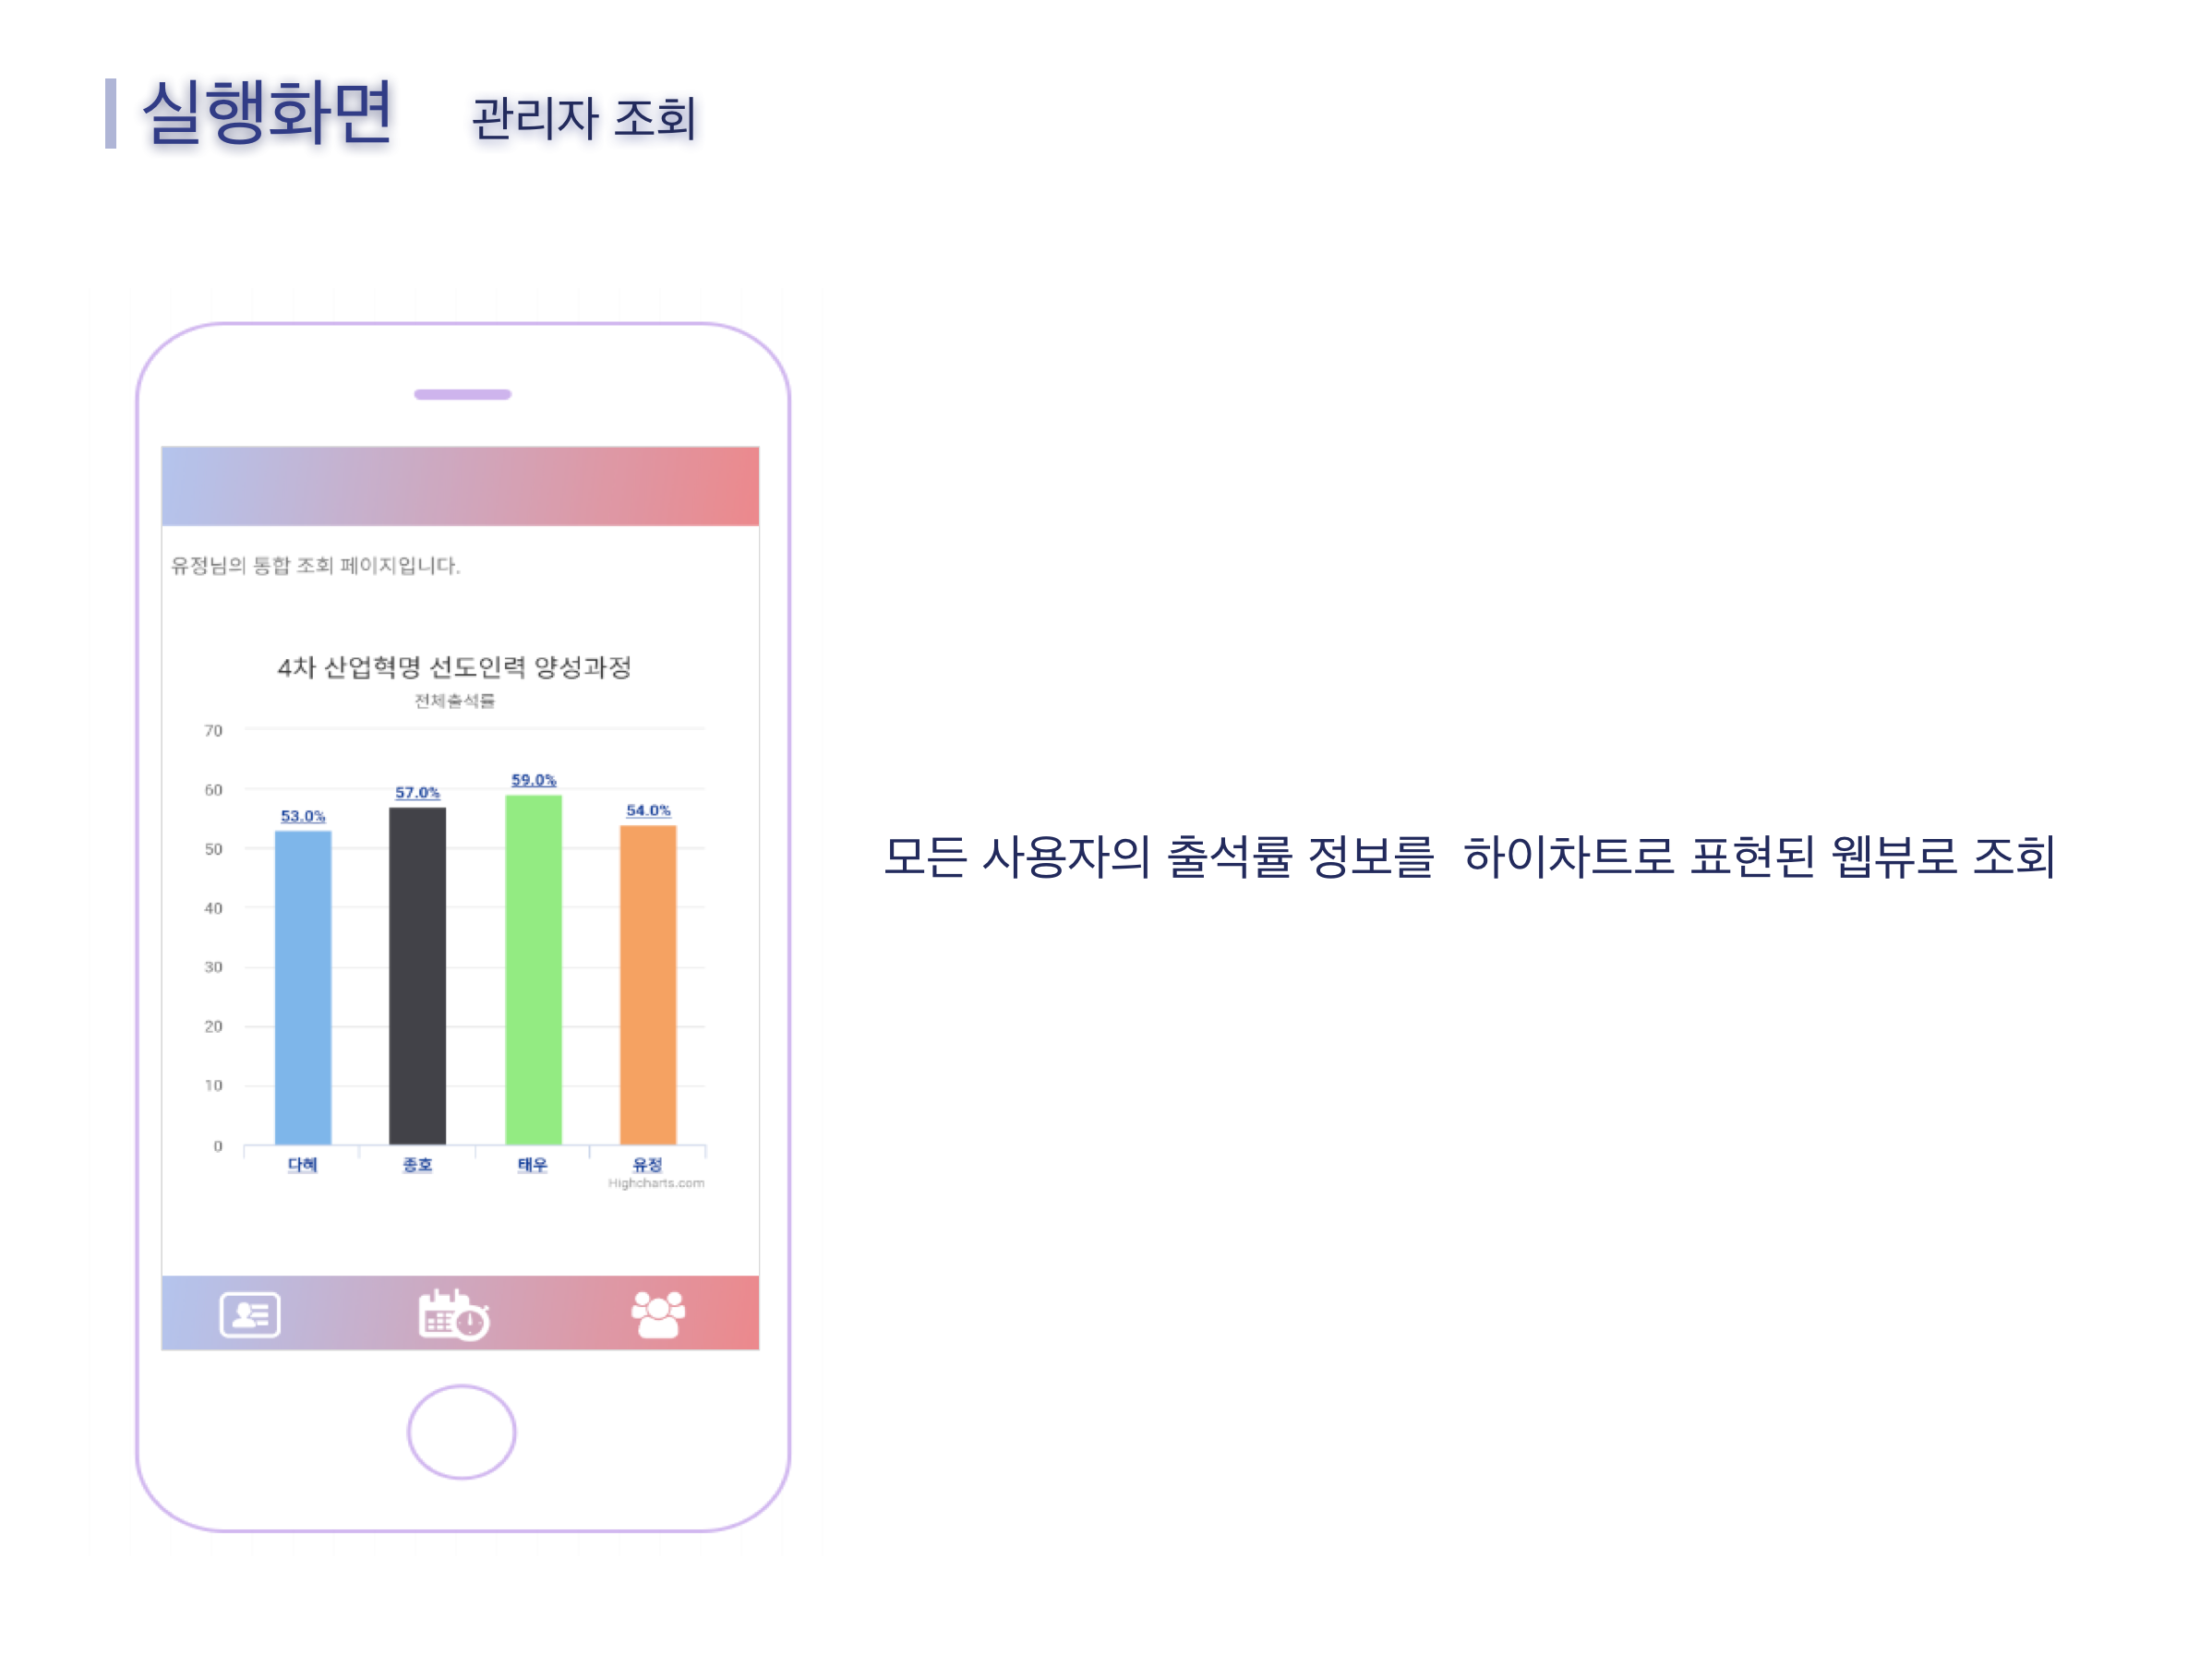 실행화면 관리자 조회
유정님의 통합 조회 페이지입니다.
4차 산업혁명 선도인력 양성과정
전체출석률
70
60
50
40
30
20
10
0
53.0%
57.0%
59.0%
54.0%
다혜 종호 태우 유정
Highcharts.com
모든 사용자의 출석률 정보를 하이차트로 표현된 웹뷰로 조회